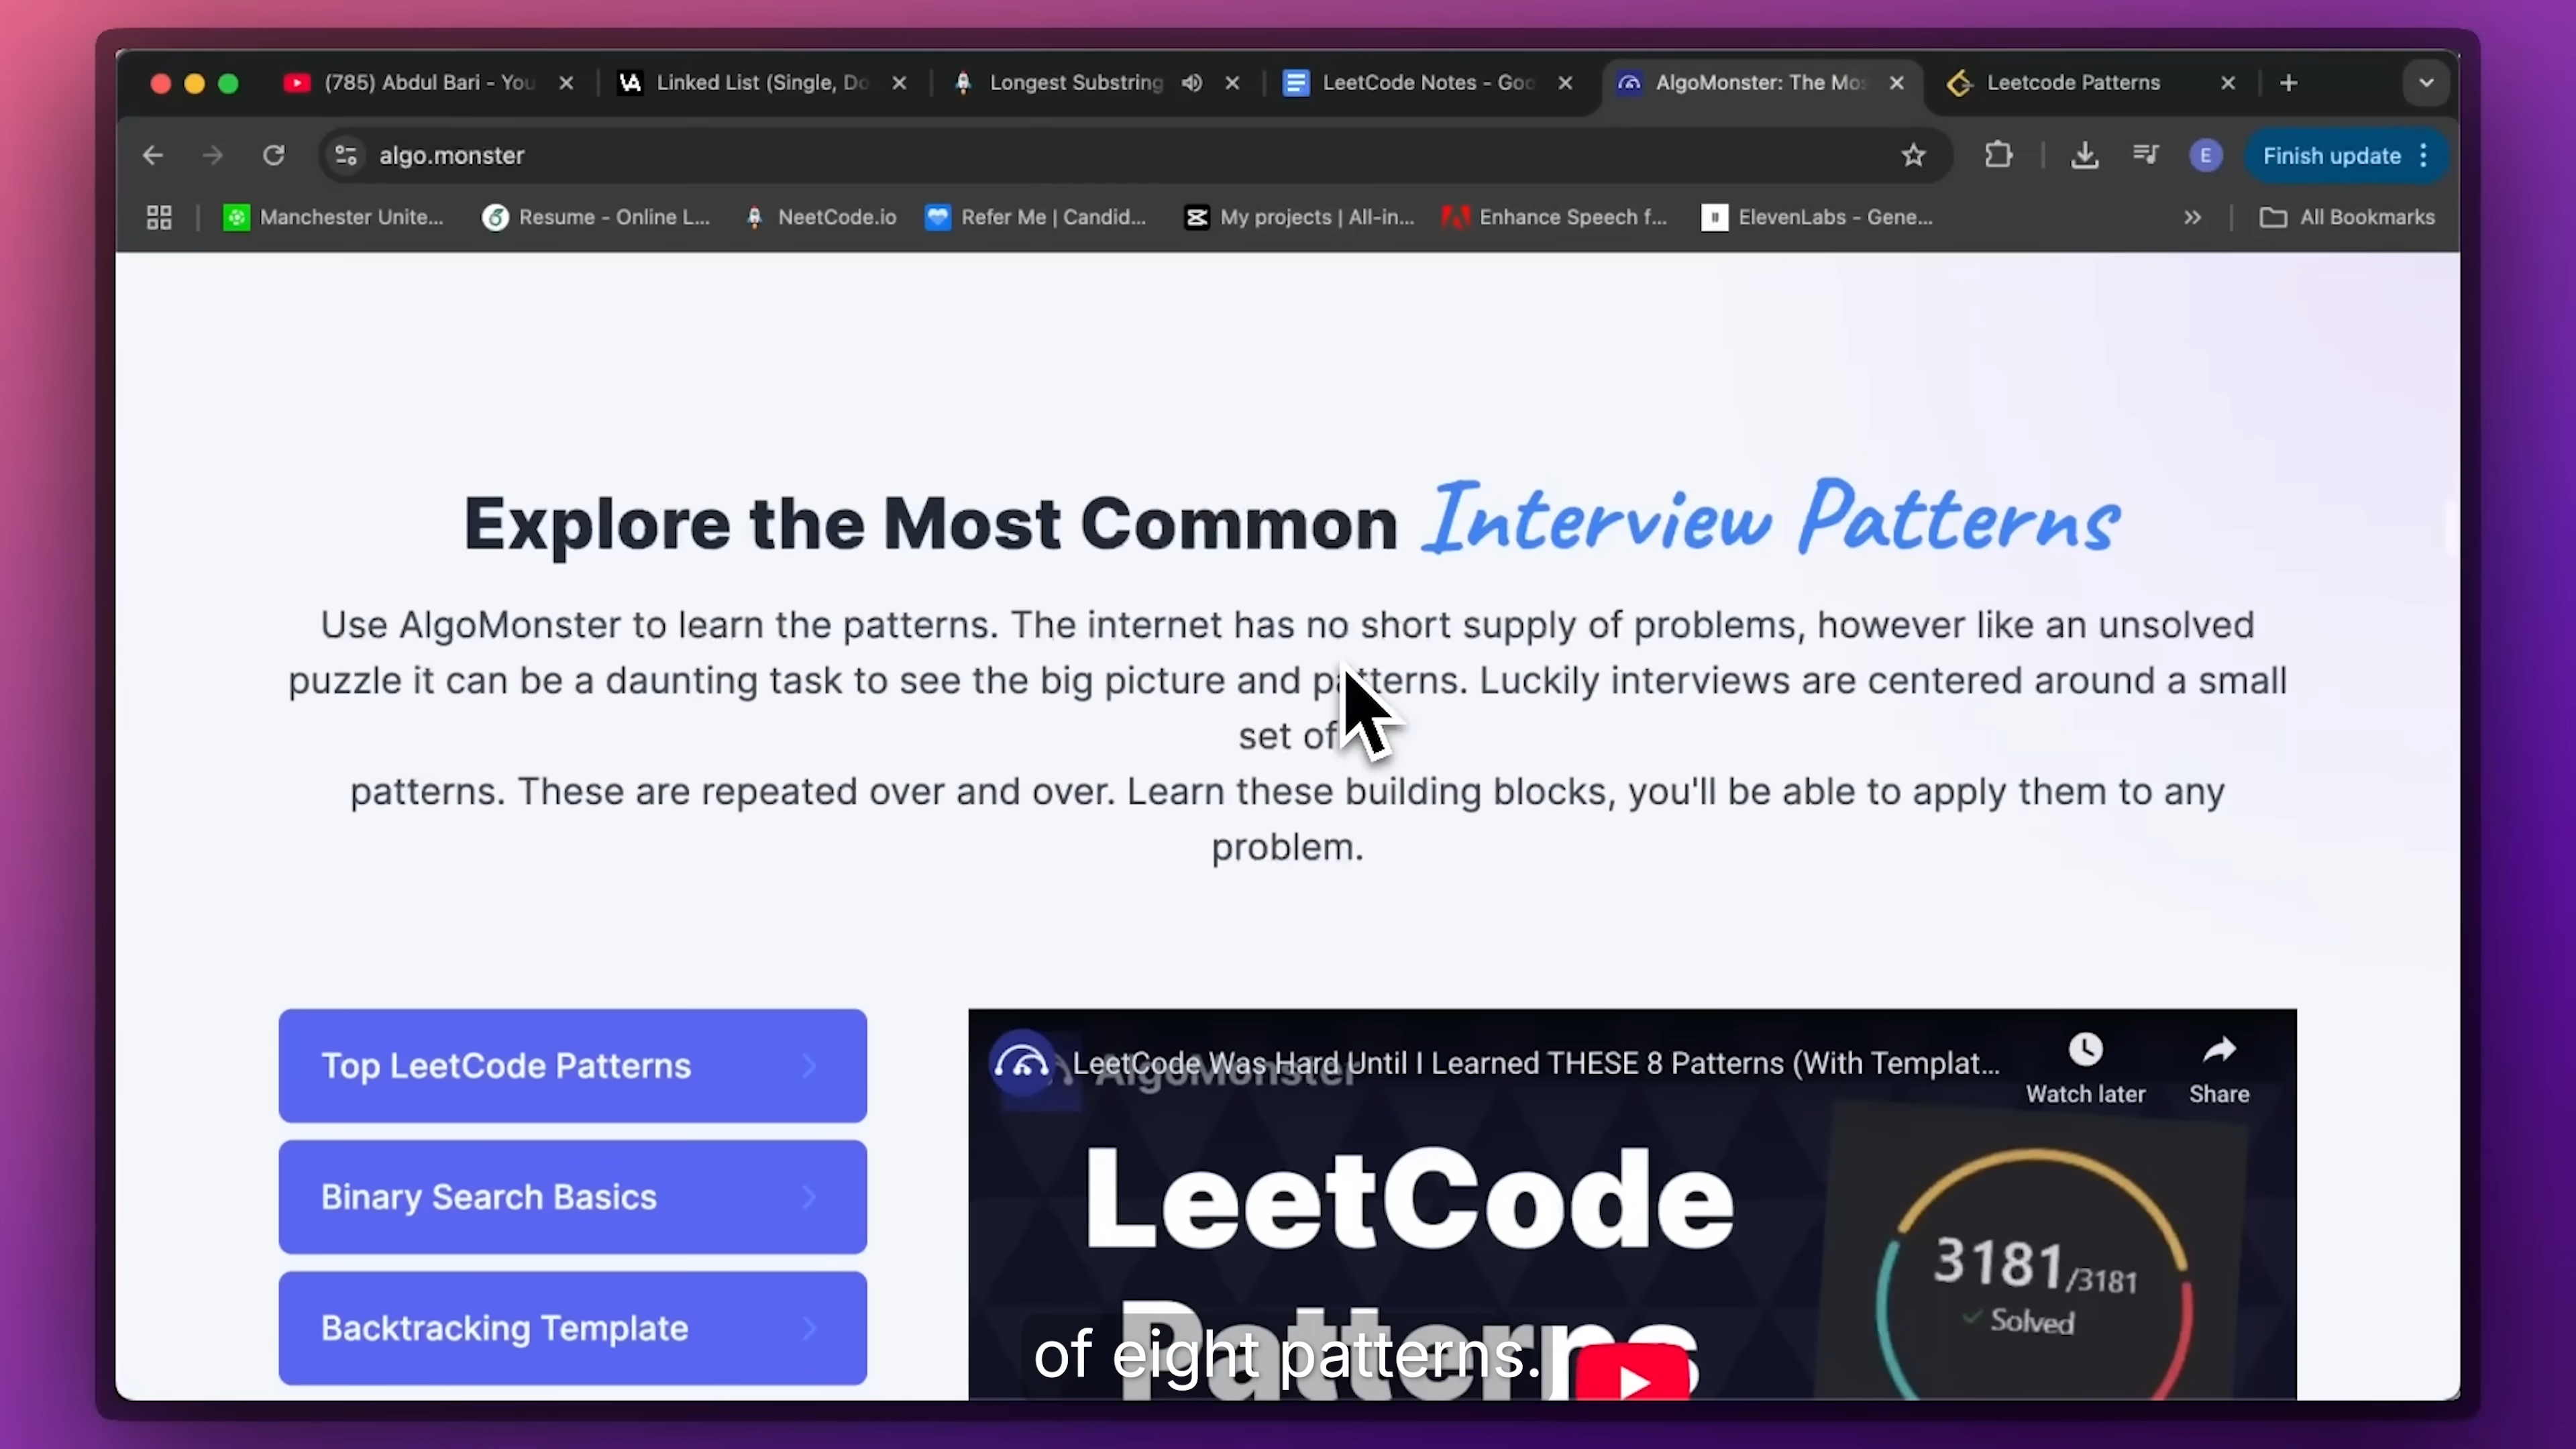 (785) Abdul Bari - You
Linked List (Single, Do
Longest Substring
LeetCode Notes - Goo
AlgoMonster: The Mos
Leetcode Patterns
algo.monster
E
Finish update
Manchester Unite...
Resume - Online L...
NeetCode.io
Refer Me | Candid...
My projects | All-in...
Enhance Speech f...
ElevenLabs - Gene...
All Bookmarks
Explore the Most Common Interview Patterns
Use AlgoMonster to learn the patterns. The internet has no short supply of problems, however like an unsolved
puzzle it can be a daunting task to see the big picture and patterns. Luckily interviews are centered around a small
set of
patterns. These are repeated over and over. Learn these building blocks, you'll be able to apply them to any
problem.
Top LeetCode Patterns
Binary Search Basics
Backtracking Template
LeetCode Was Hard Until I Learned THESE 8 Patterns (With Templat...
AlgoMonster
Watch later
Share
LeetCode
Patterns
3181/3181
Solved
of eight patterns.